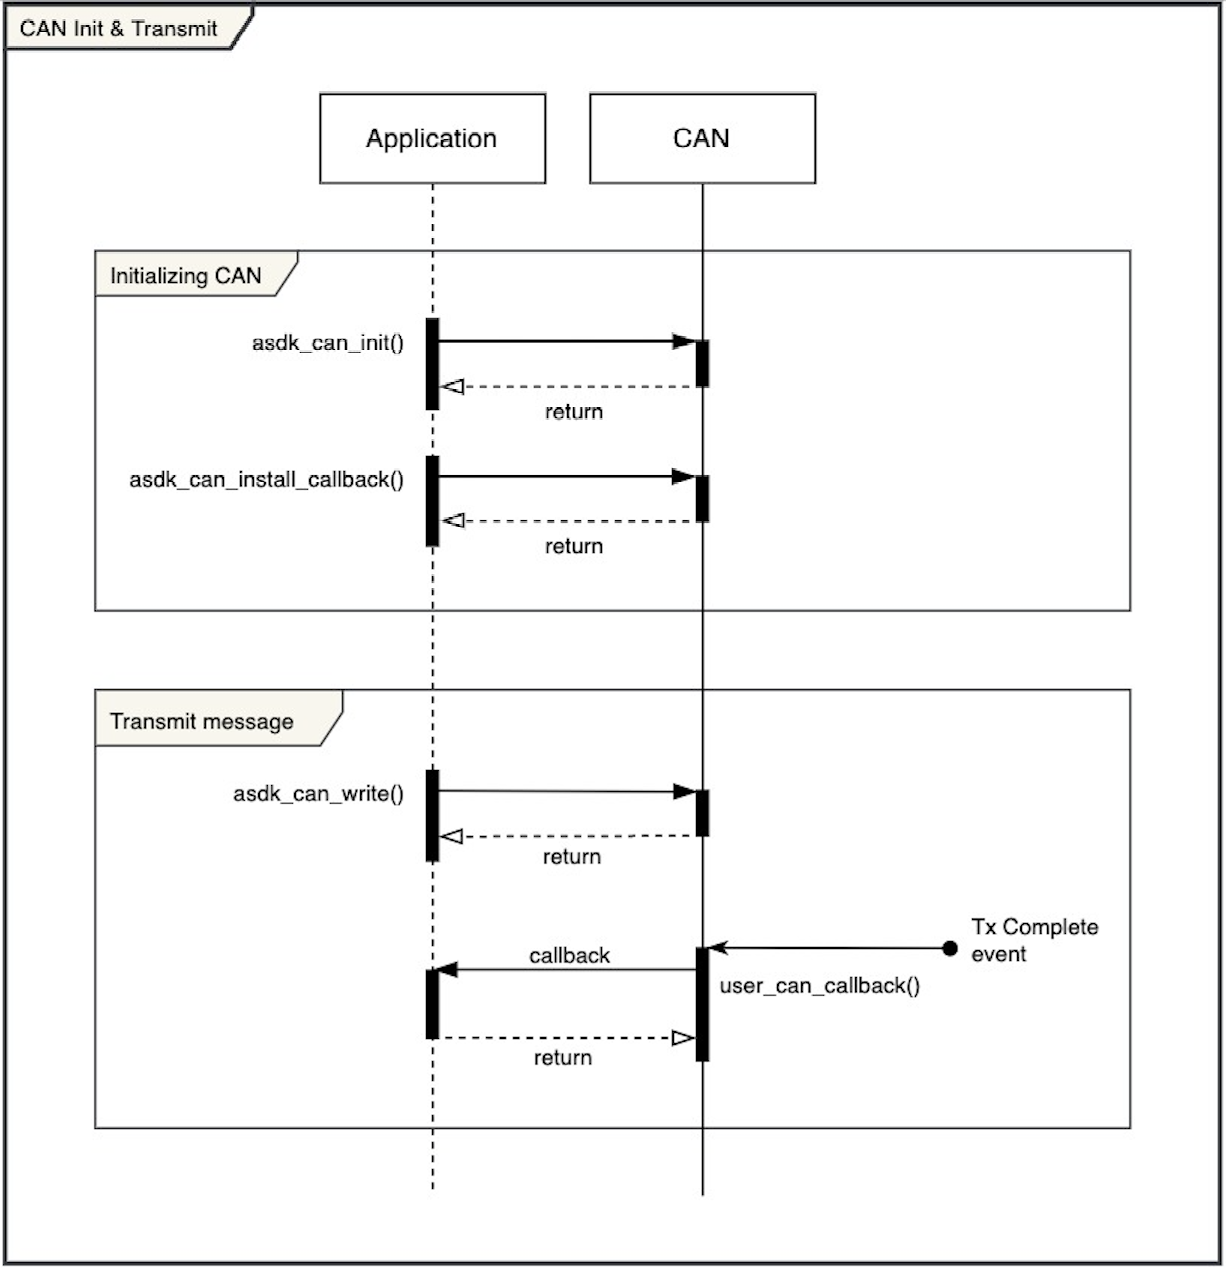 CAN Init & Transmit
Application
CAN
Initializing CAN
asdk_can_init()
return
asdk_can_install_callback()
return
Transmit message
asdk_can_write()
return
Tx Complete
event
callback
user_can_callback()
return